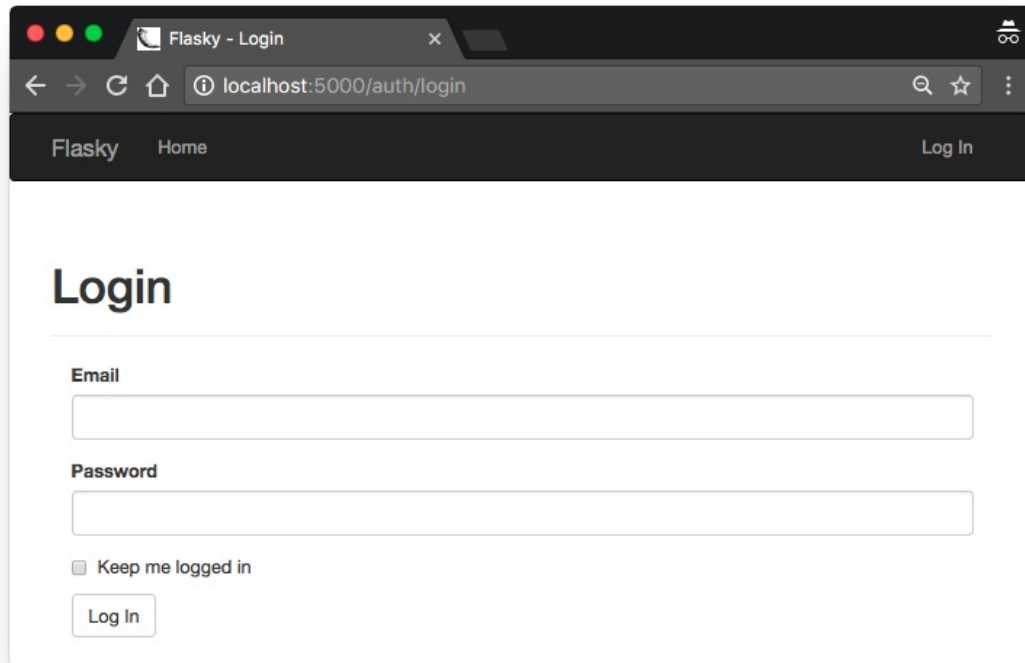 Flasky - Login
localhost:5000/auth/login
Flasky Home Log In
Login
Email
Password
Keep me logged in
Log In